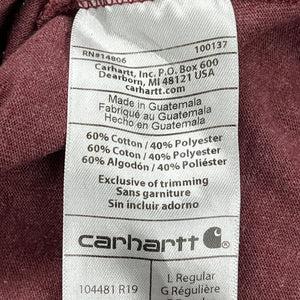 RN#14806 100137
Carhartt, Inc. P.O. Box 600
Dearborn, MI 48121 USA
carhartt.com
Made in Guatemala
Fabriqué au Guatemala
Hecho en Guatemala
60% Cotton / 40% Polyester
60% Coton / 40% Polyester
60% Algodón / 40% Poliéster
Exclusive of trimming
Sans garniture
Sin incluir adorno
carhartt
104481 R19 L Regular
G Régulière